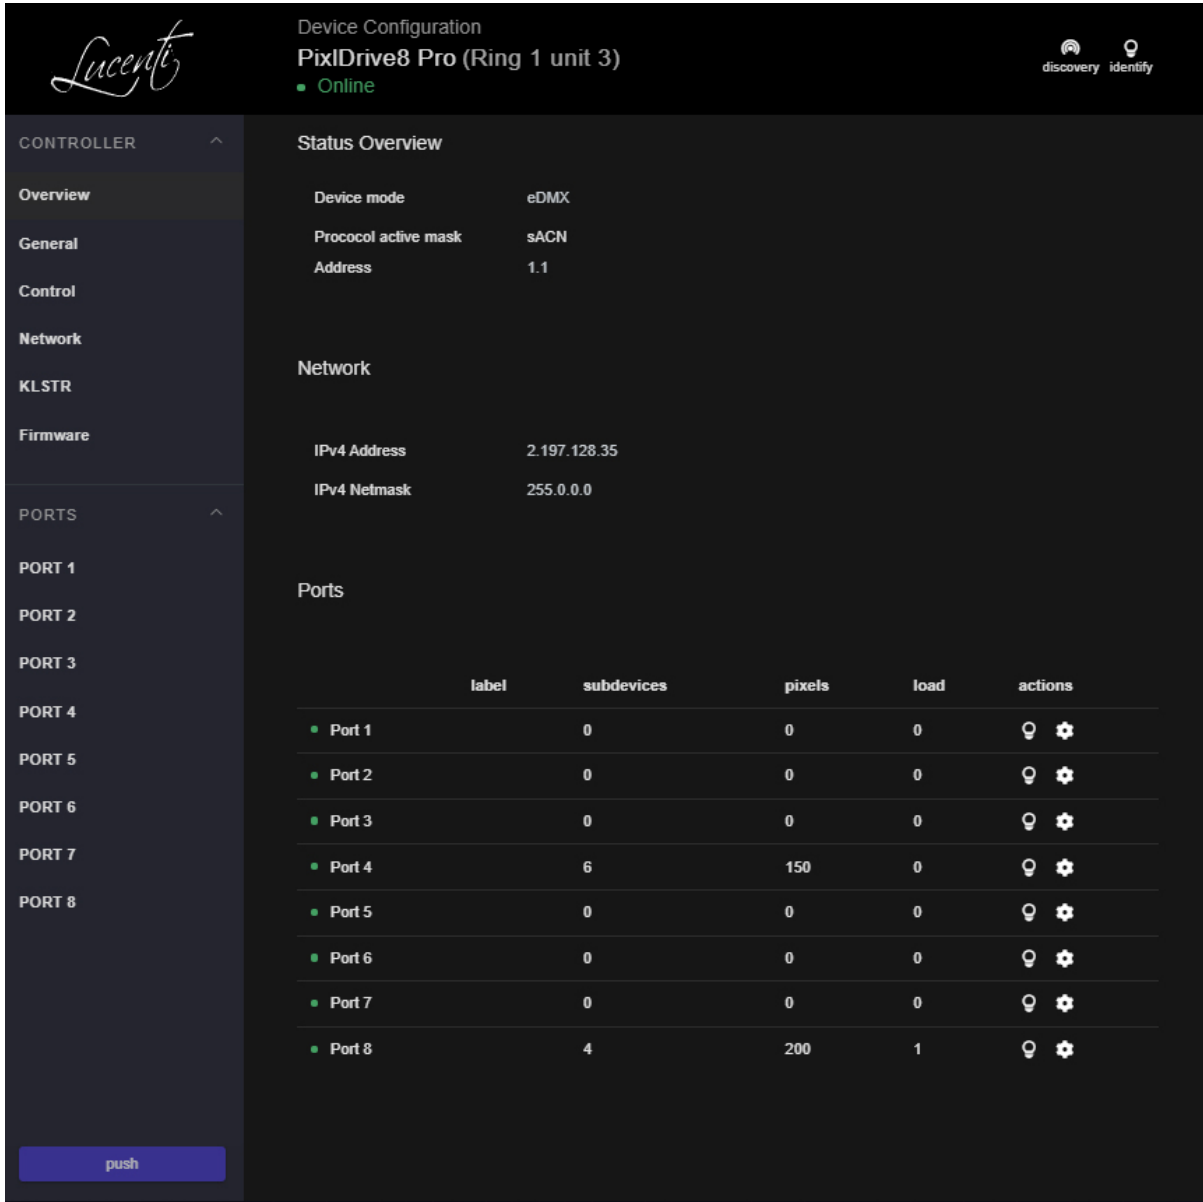 Lucenti
Device Configuration
PixlDrive8 Pro (Ring 1 unit 3)
Online
discovery identify
CONTROLLER
Overview
General
Control
Network
KLSTR
Firmware
PORTS
PORT 1
PORT 2
PORT 3
PORT 4
PORT 5
PORT 6
PORT 7
PORT 8
push
Status Overview
Device mode eDMX
Prococol active mask sACN
Address 1.1
Network
IPv4 Address 2.197.128.35
IPv4 Netmask 255.0.0.0
Ports
label subdevices pixels load actions
Port 1 0 0 0
Port 2 0 0 0
Port 3 0 0 0
Port 4 6 150 0
Port 5 0 0 0
Port 6 0 0 0
Port 7 0 0 0
Port 8 4 200 1